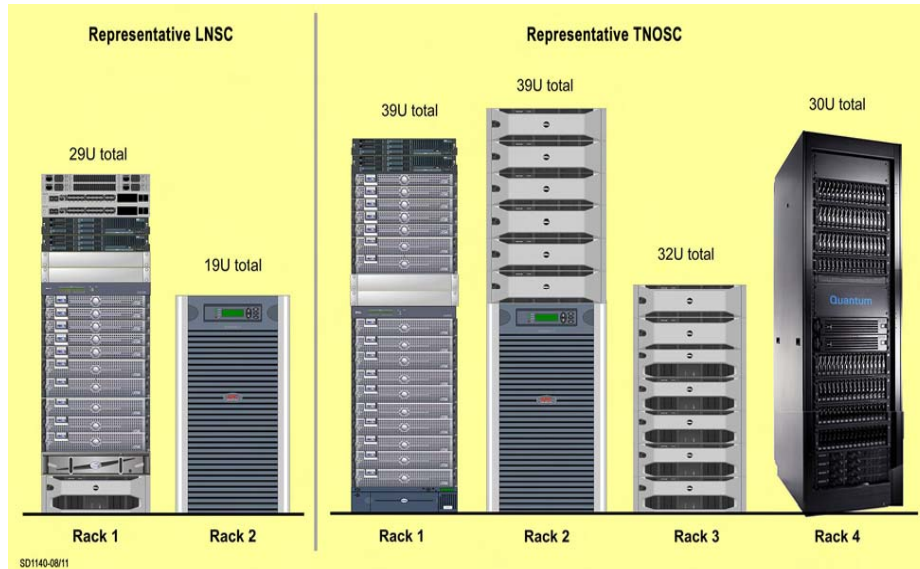 Representative LNSC
Representative TNOSC
29U total
19U total
39U total
39U total
32U total
30U total
Quantum
Rack 1
Rack 2
Rack 1
Rack 2
Rack 3
Rack 4
SD1140-08/11